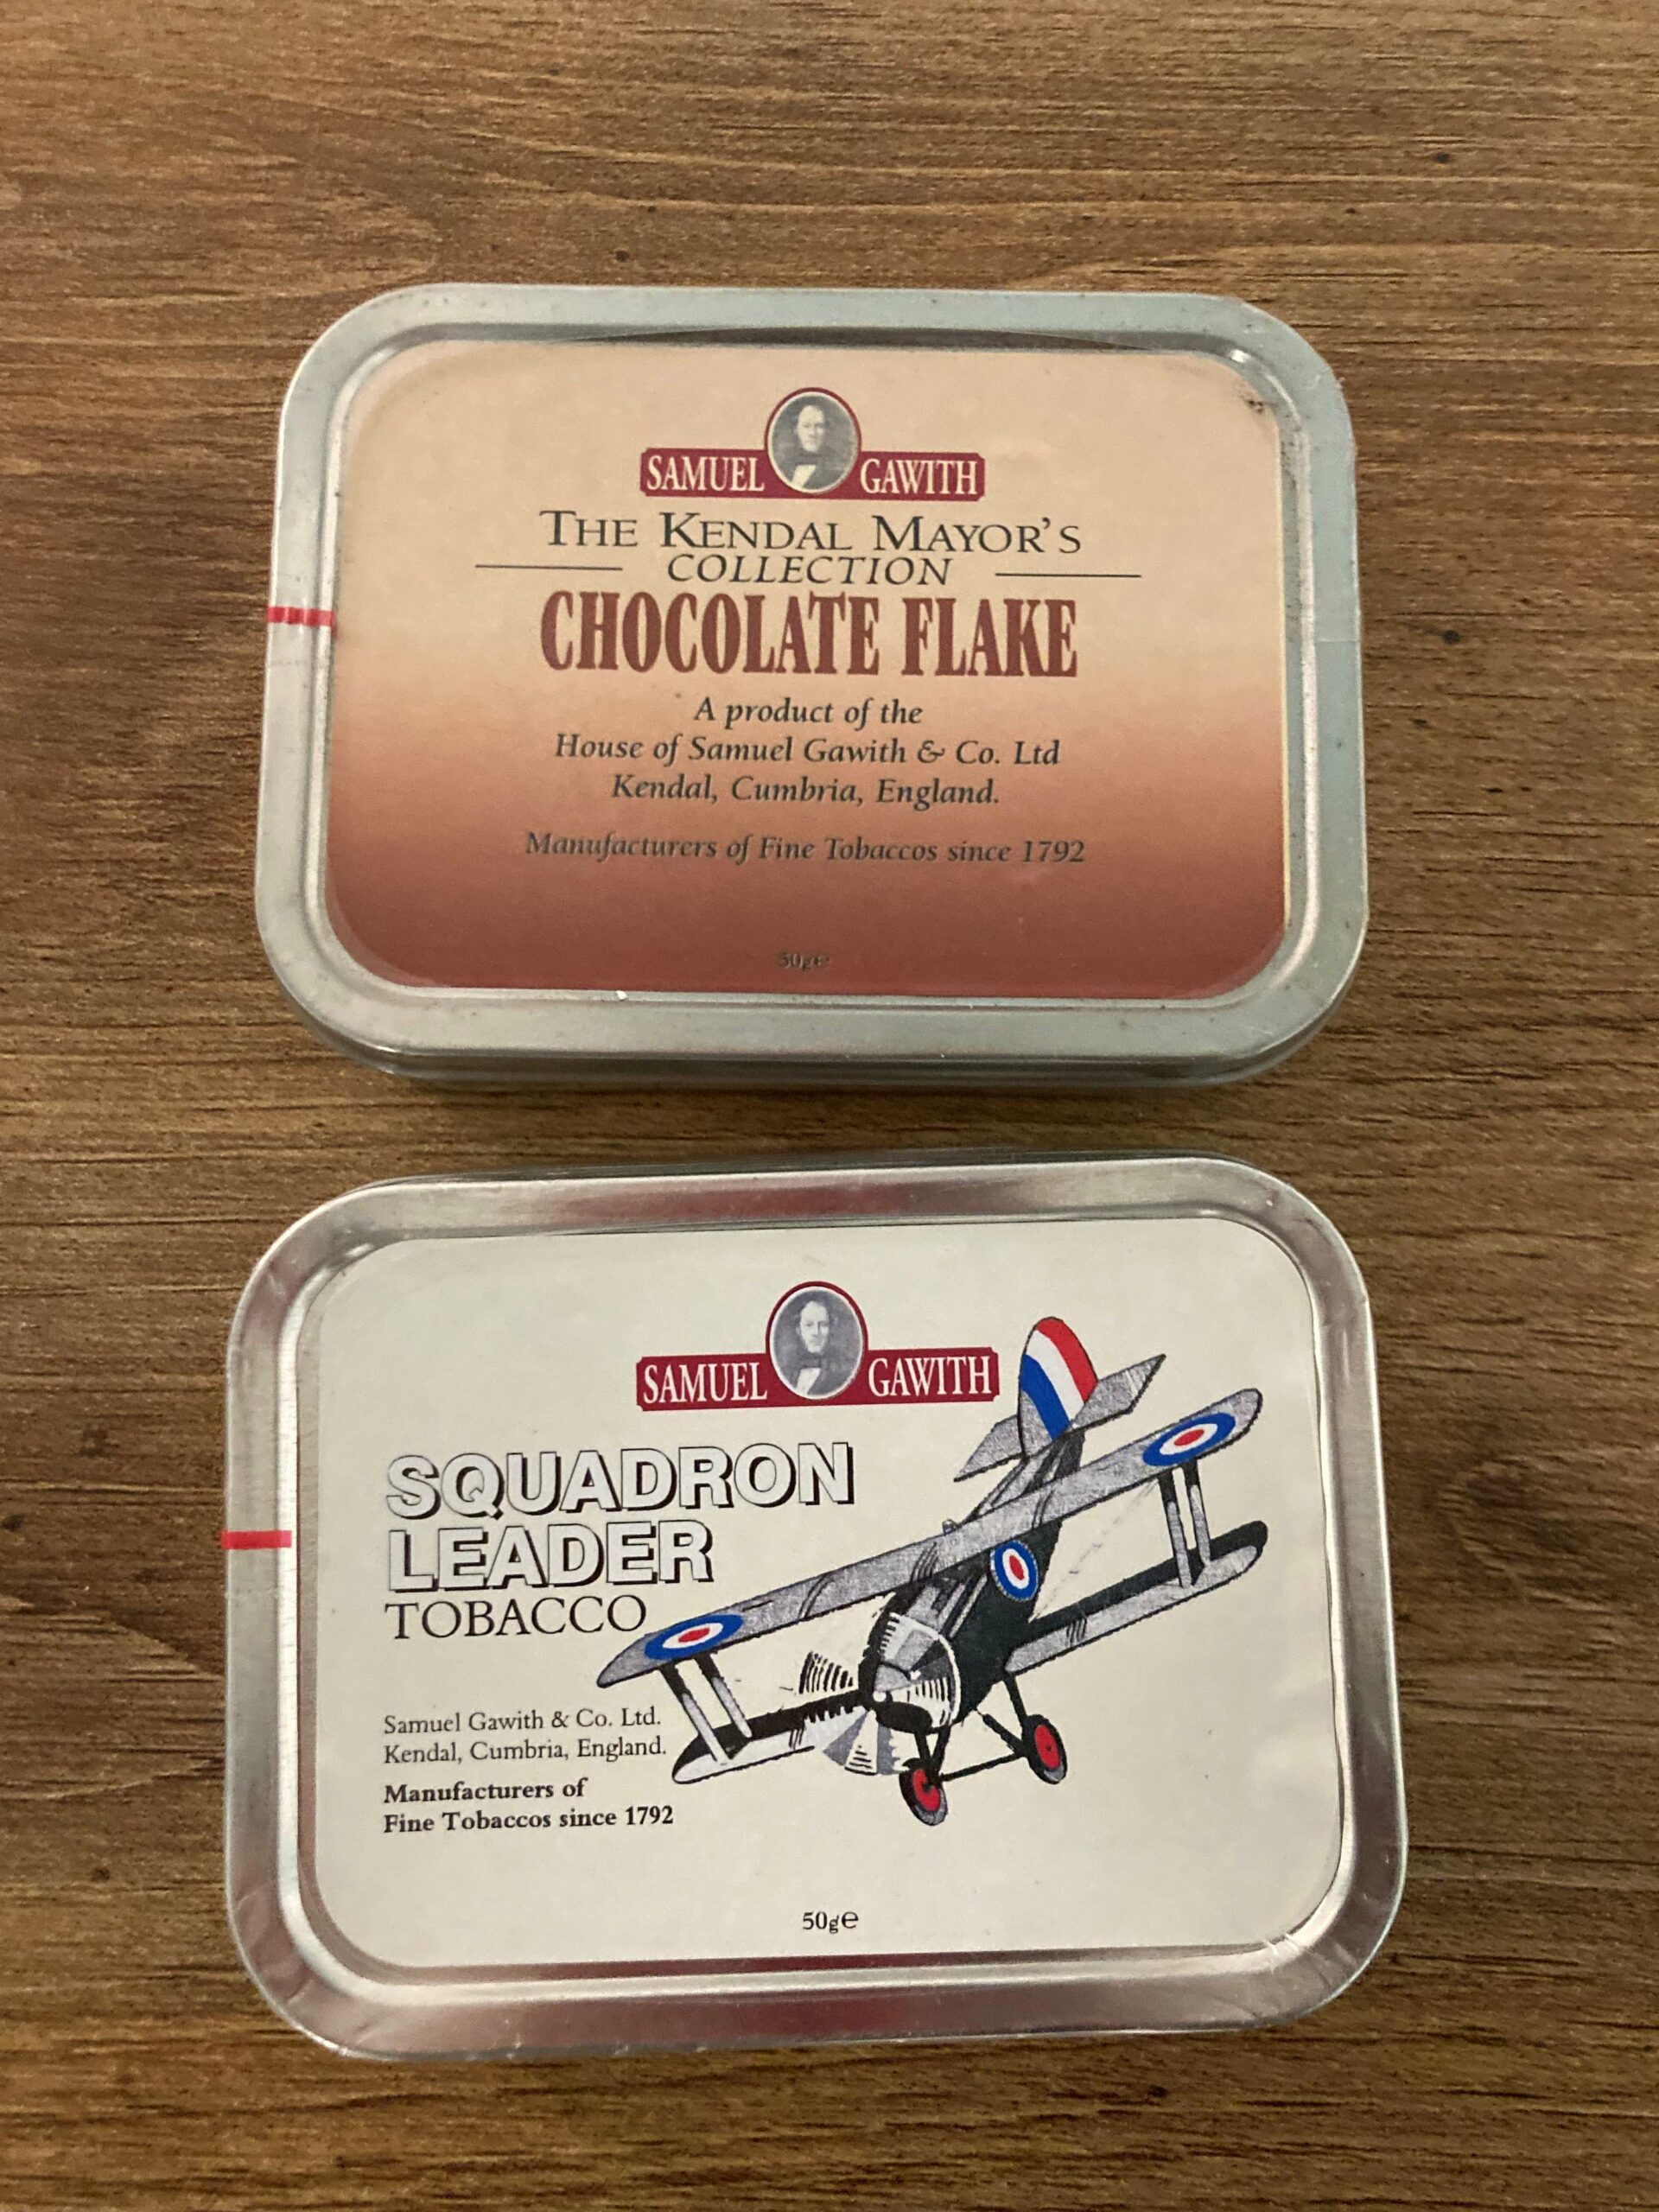 SAMUEL GAWITH
THE KENDAL MAYOR'S
COLLECTION
CHOCOLATE FLAKE
A product of the
House of Samuel Gawith & Co. Ltd
Kendal, Cumbria, England.
Manufacturers of Fine Tobaccos since 1792
50g℮
SAMUEL GAWITH
SQUADRON
LEADER
TOBACCO
Samuel Gawith & Co. Ltd.
Kendal, Cumbria, England.
Manufacturers of
Fine Tobaccos since 1792
50g℮